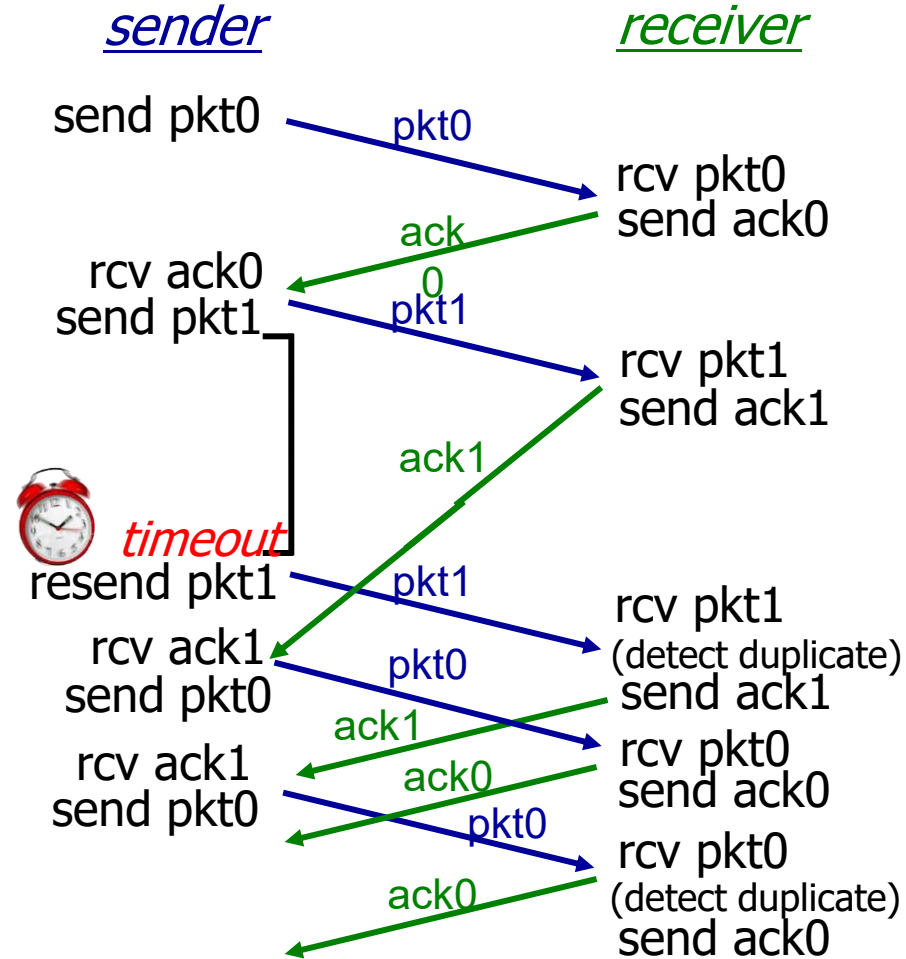 sender
receiver
send pkt0
pkt0
rcv pkt0
send ack0
ack
0
rcv ack0
send pkt1
pkt1
rcv pkt1
send ack1
ack1
timeout
resend pkt1
pkt1
rcv pkt1
(detect duplicate)
send ack1
rcv ack1
send pkt0
pkt0
ack1
rcv pkt0
send ack0
rcv ack1
send pkt0
ack0
pkt0
rcv pkt0
(detect duplicate)
send ack0
ack0